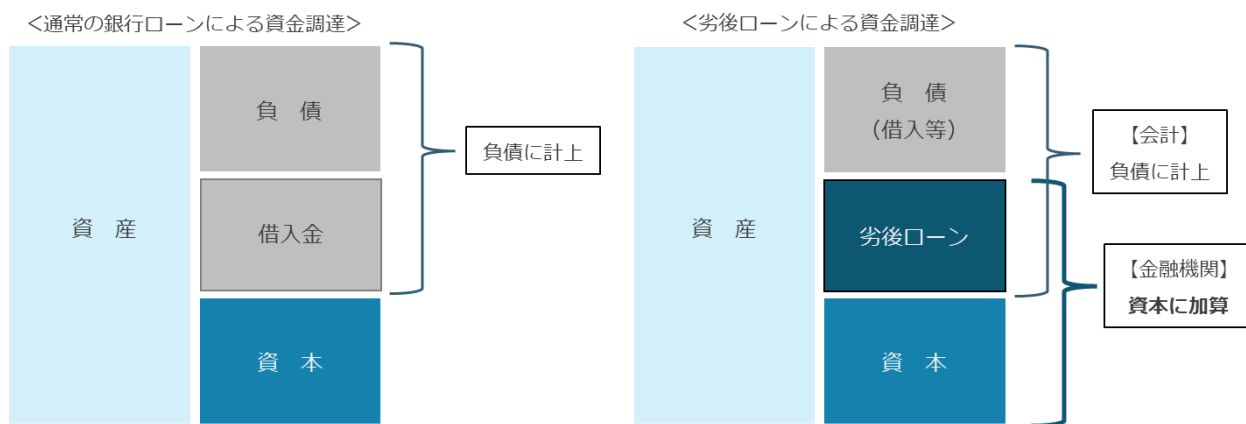 ＜通常の銀行ローンによる資金調達＞
資　産
負　債
借入金
資　本
負債に計上
＜劣後ローンによる資金調達＞
資　産
負　債
（借入等）
劣後ローン
資　本
【会計】
負債に計上
【金融機関】
資本に加算